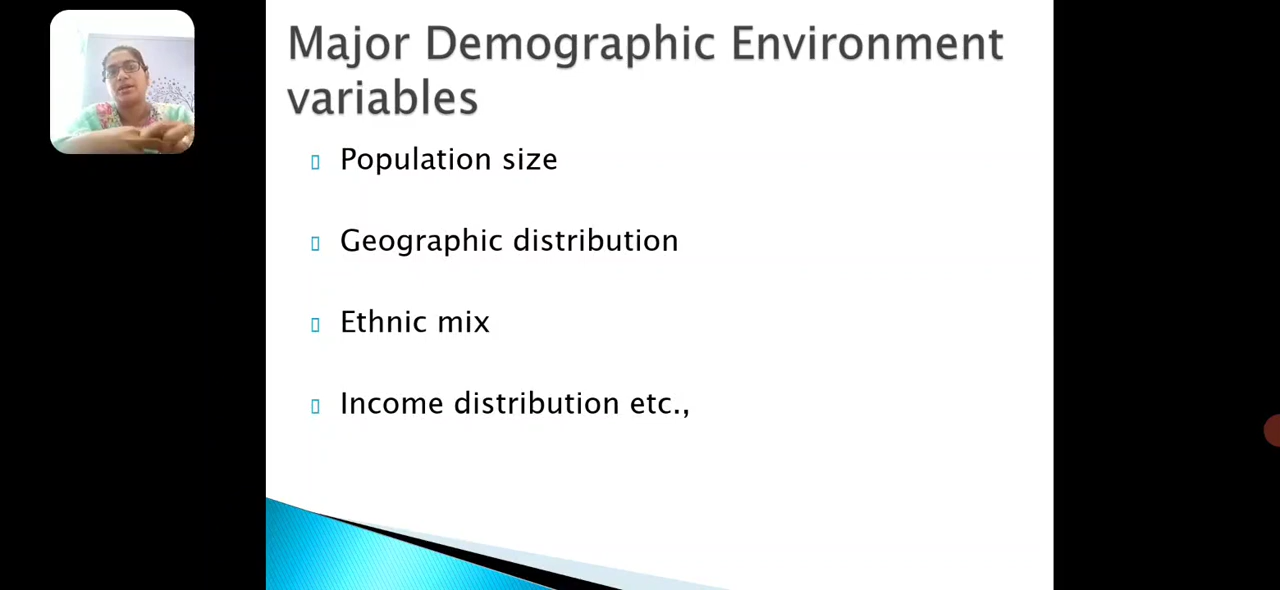 Major Demographic Environment
variables
Population size
Geographic distribution
Ethnic mix
Income distribution etc.,